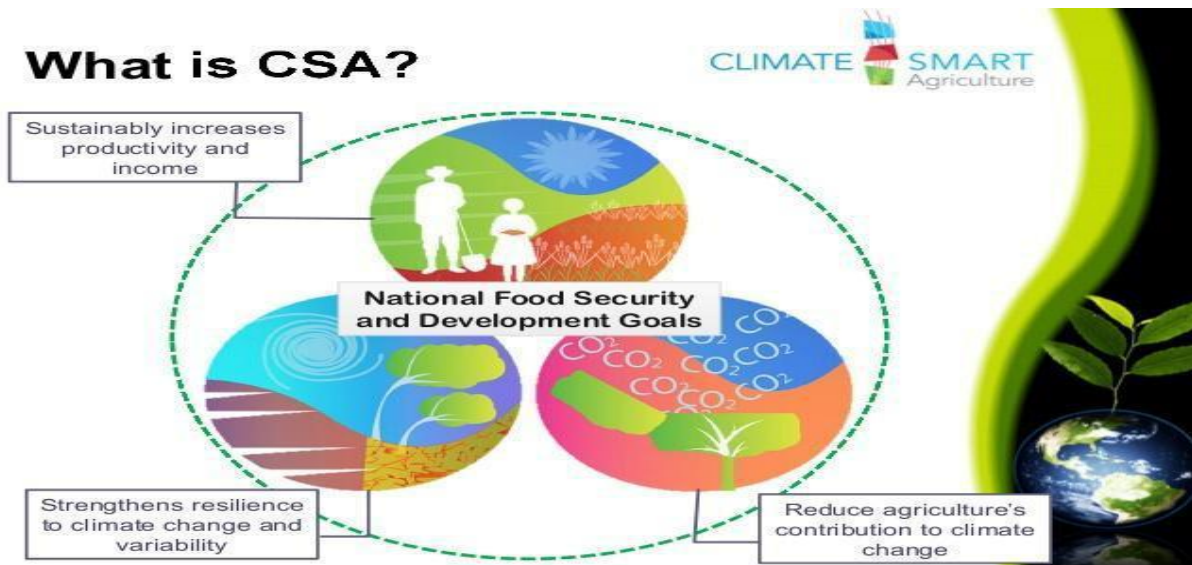 What is CSA?
CLIMATE SMART
Agriculture
Sustainably increases
productivity and
income
National Food Security
and Development Goals
CO₂
CO₂ CO₂
CO₂ CO₂ CO₂
CO₂ CO₂ CO₂
CO₂
Strengthens resilience
to climate change and
variability
Reduce agriculture's
contribution to climate
change